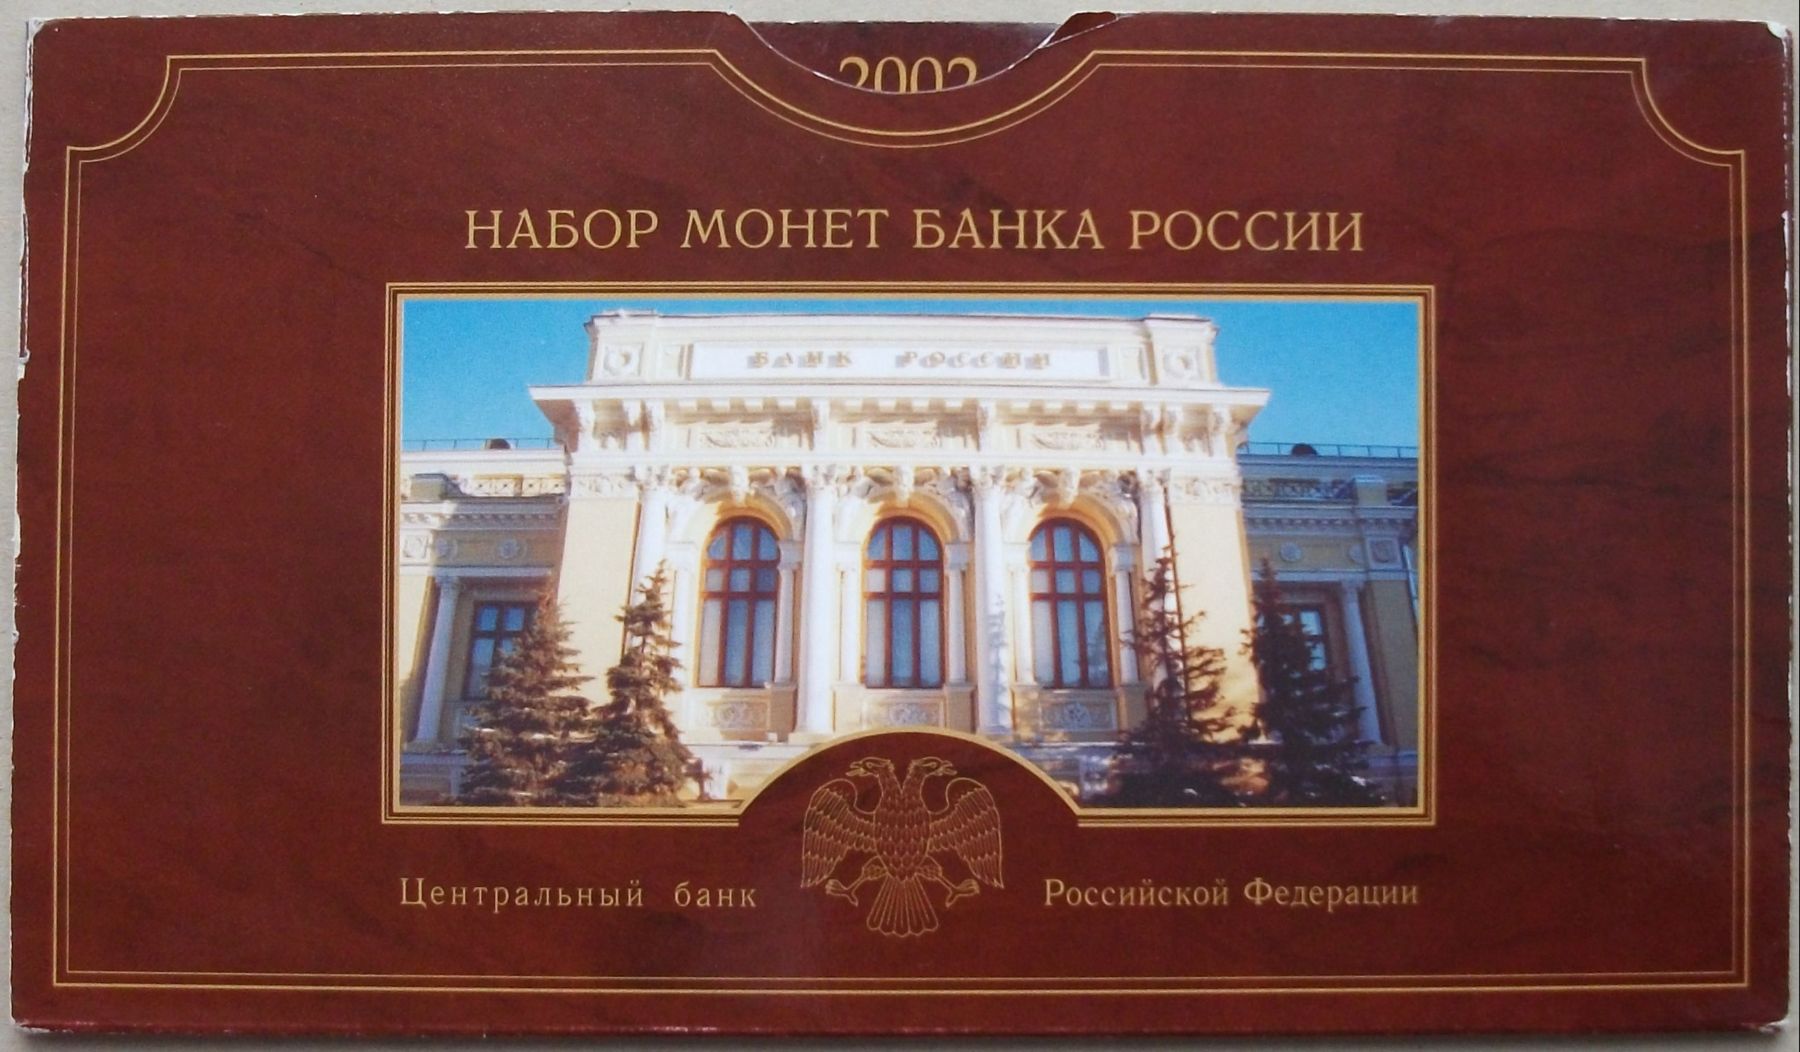 2002
НАБОР МОНЕТ БАНКА РОССИИ
БАНК РОССИИ
Центральный банк Российской Федерации